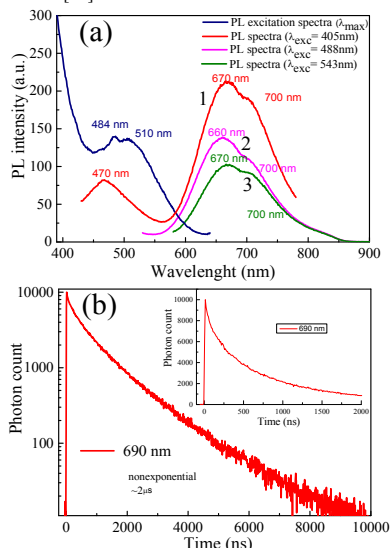 (a)
PL excitation spectra (λmax)
PL spectra (λexc= 405nm)
PL spectra (λexc= 488nm)
PL spectra (λexc= 543nm)
PL intensity (a.u.)
300
250
200
150
100
50
0
484 nm
510 nm
470 nm
1
670 nm
700 nm
660 nm
2
700 nm
670 nm
3
700 nm
400 500 600 700 800 900
Wavelenght (nm)
(b)
Photon count
10000
1000
100
690 nm
nonexponential
~2μs
Photon count
10000
8000
6000
4000
2000
0
690 nm
0 500 1000 1500 2000
Time (ns)
0 2000 4000 6000 8000 10000
Time (ns)